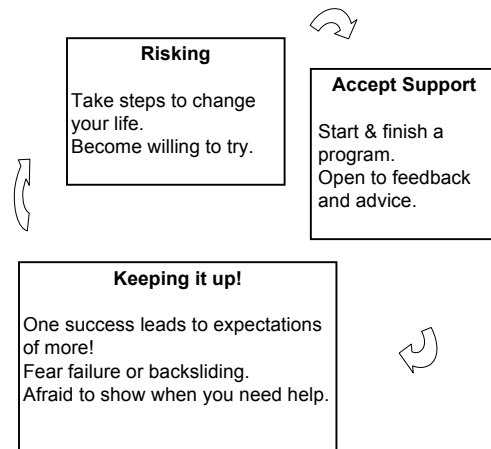 Risking
Take steps to change
your life.
Become willing to try.
Accept Support
Start & finish a
program.
Open to feedback
and advice.
Keeping it up!
One success leads to expectations
of more!
Fear failure or backsliding.
Afraid to show when you need help.